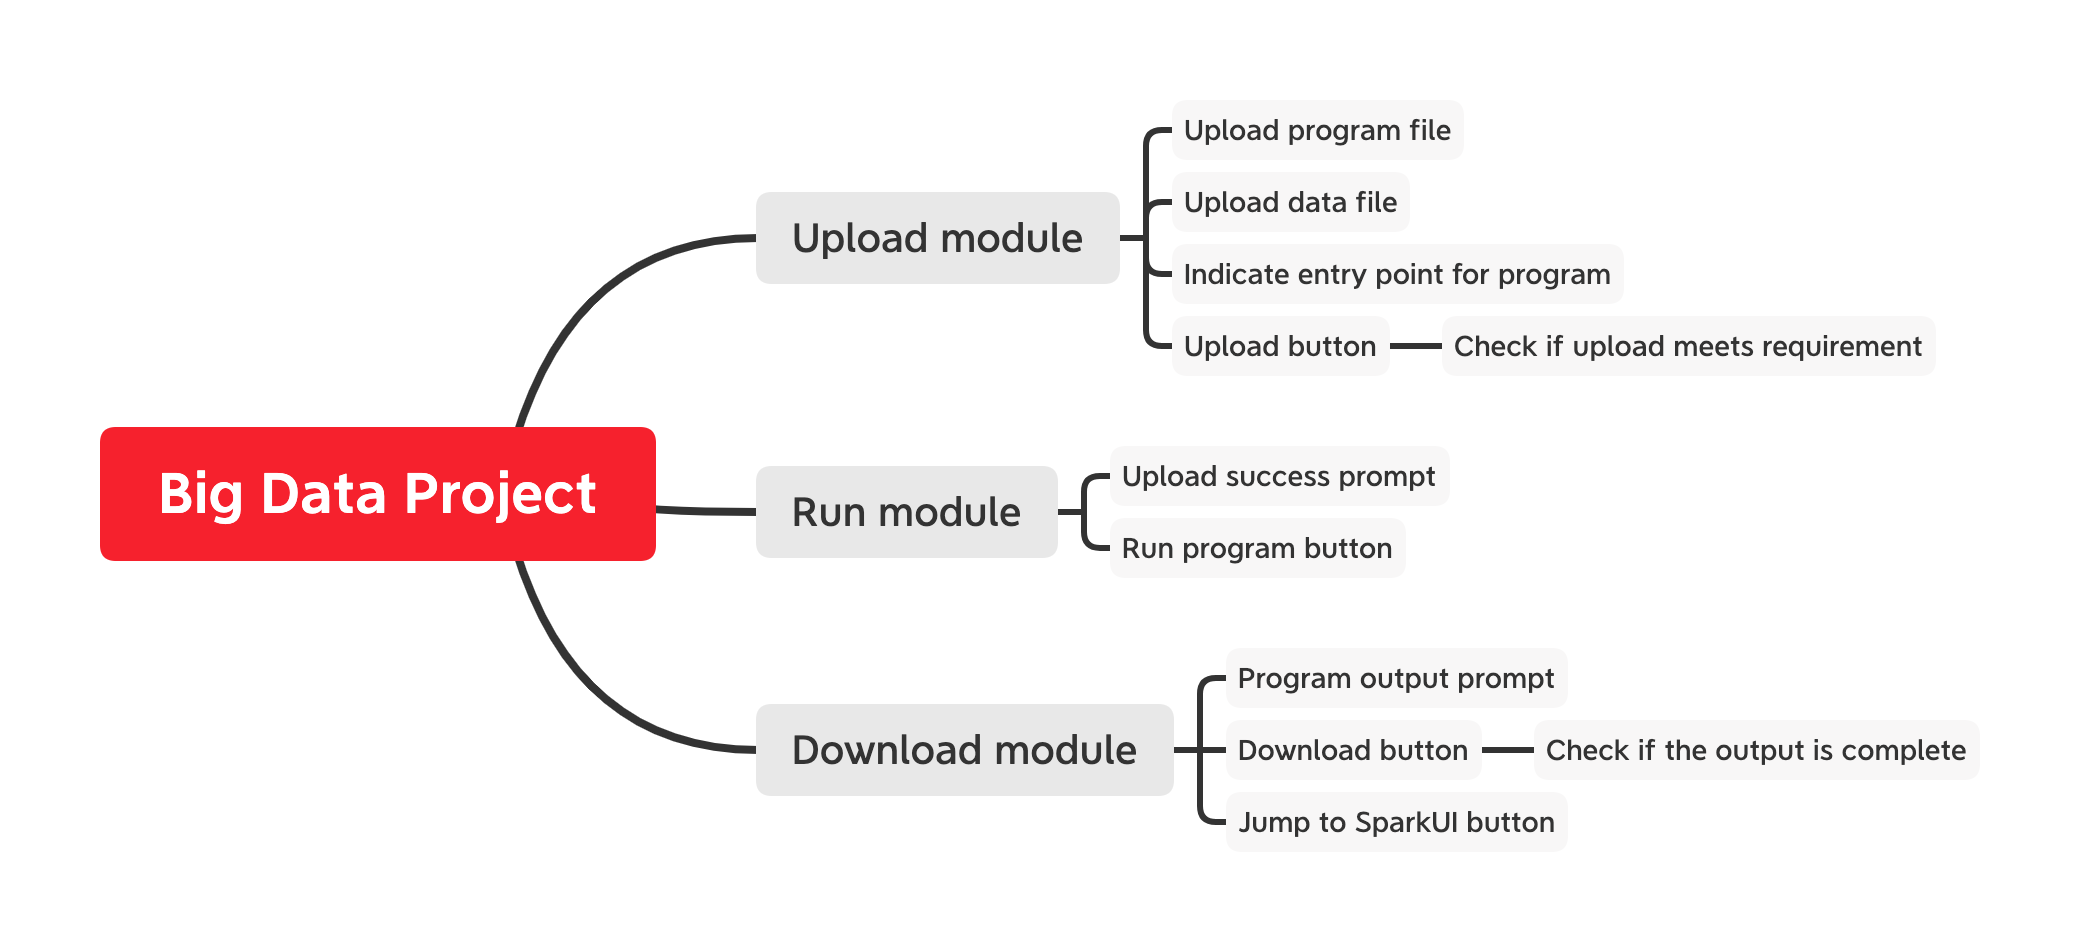 Big Data Project
Upload module
Upload program file
Upload data file
Indicate entry point for program
Upload button
Check if upload meets requirement
Run module
Upload success prompt
Run program button
Download module
Program output prompt
Download button
Check if the output is complete
Jump to SparkUI button